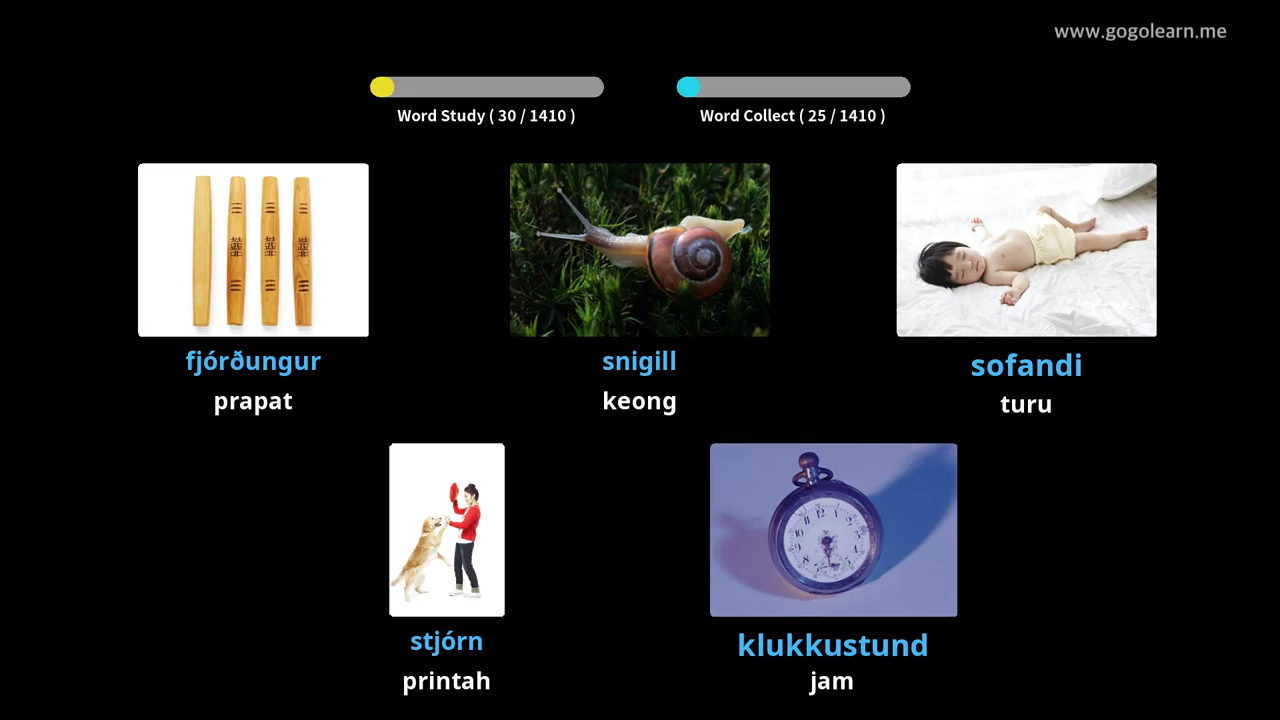 www.gogolearn.me
Word Study ( 30 / 1410 )
Word Collect ( 25 / 1410 )
fjórðungur
prapat
snigill
keong
sofandi
turu
stjórn
printah
klukkustund
jam